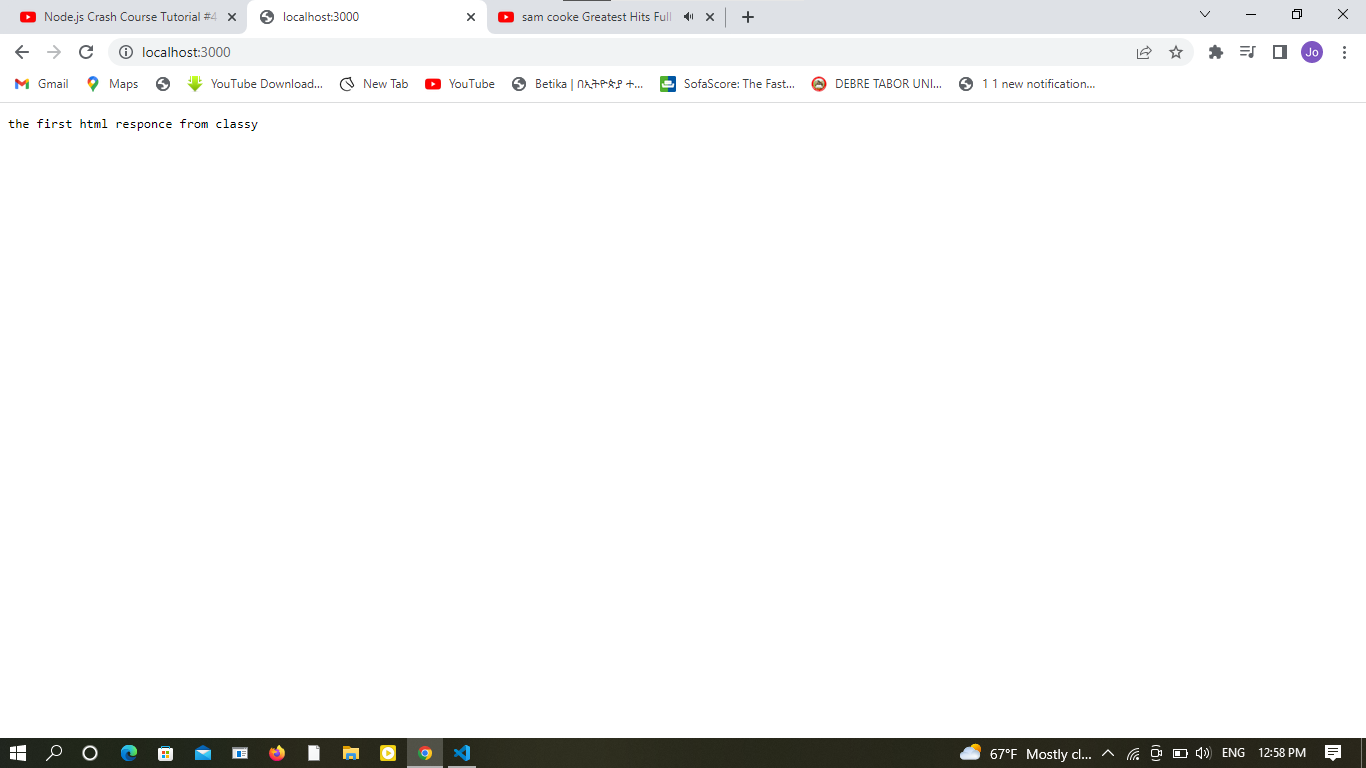 Node.js Crash Course Tutorial #4
localhost:3000
sam cooke Greatest Hits Full
localhost:3000
Jo
Gmail
Maps
YouTube Download...
New Tab
YouTube
Betika | በኢትዮጵያ ተ...
SofaScore: The Fast...
DEBRE TABOR UNI...
1 1 new notification...
the first html responce from classy
67°F Mostly cl...
ENG
12:58 PM